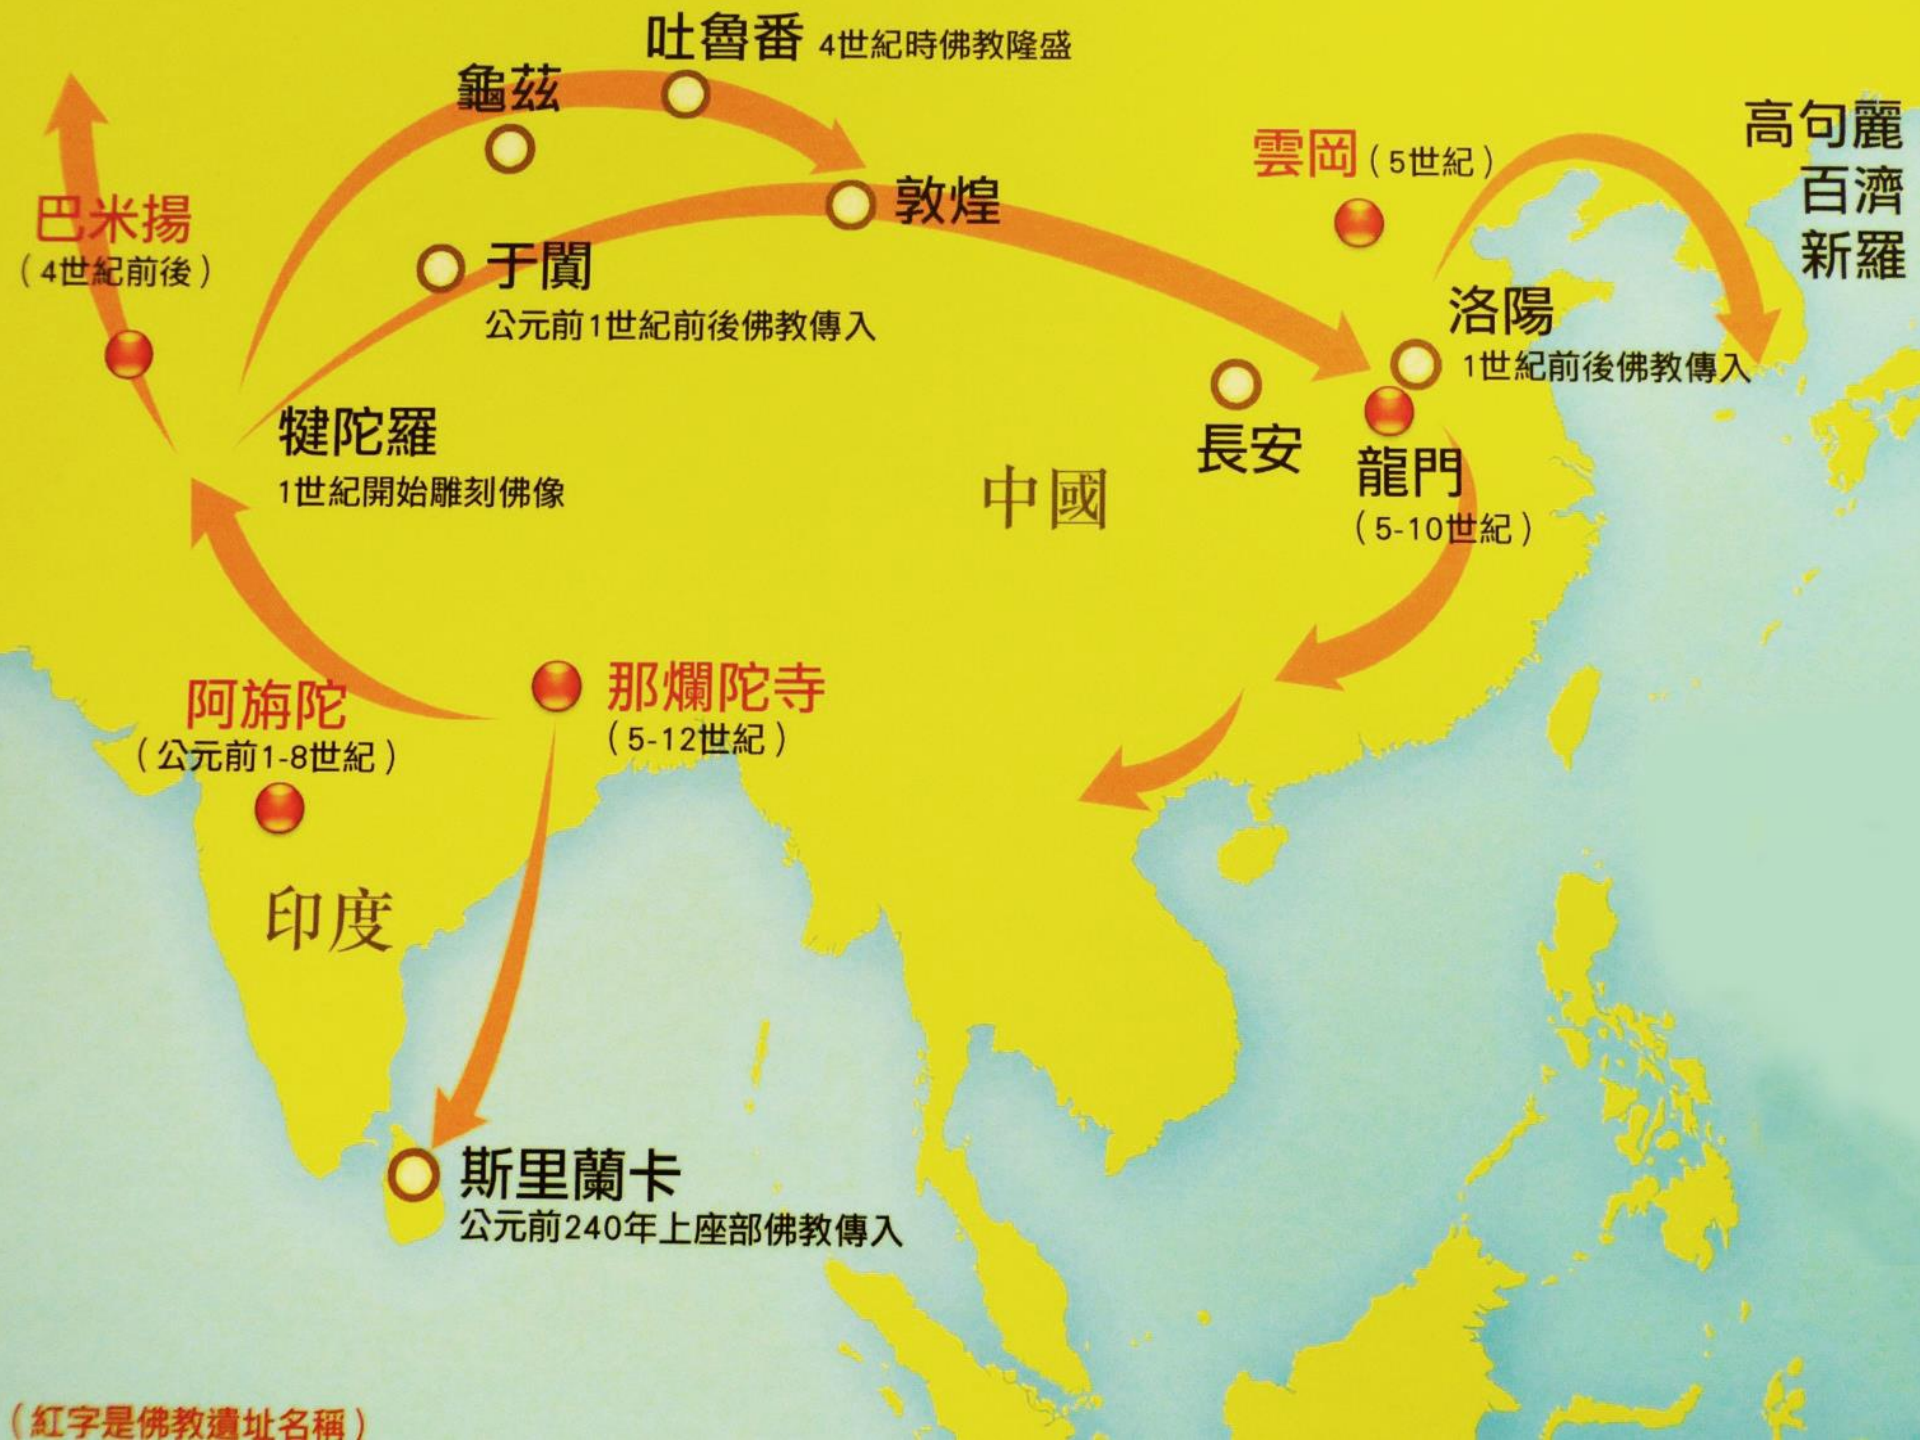 吐魯番 4世紀時佛教隆盛
龜茲
高句麗
百濟
新羅
雲岡(5世紀)
巴米揚
(4世紀前後)
敦煌
于闐
公元前1世紀前後佛教傳入
洛陽
1世紀前後佛教傳入
犍陀羅
1世紀開始雕刻佛像
長安
龍門
(5-10世紀)
中國
那爛陀寺
(5-12世紀)
阿旃陀
(公元前1-8世紀)
印度
斯里蘭卡
公元前240年上座部佛教傳入
(紅字是佛教遺址名稱)